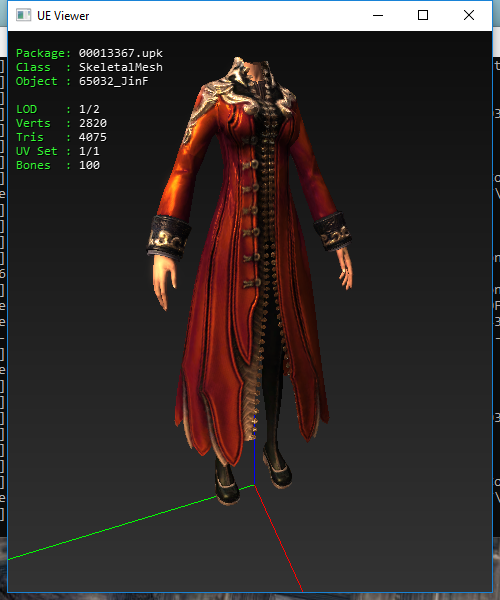 UE Viewer
Package: 00013367.upk
Class : SkeletalMesh
Object : 65032_JinF
LOD : 1/2
Verts : 2820
Tris : 4075
UV Set : 1/1
Bones : 100